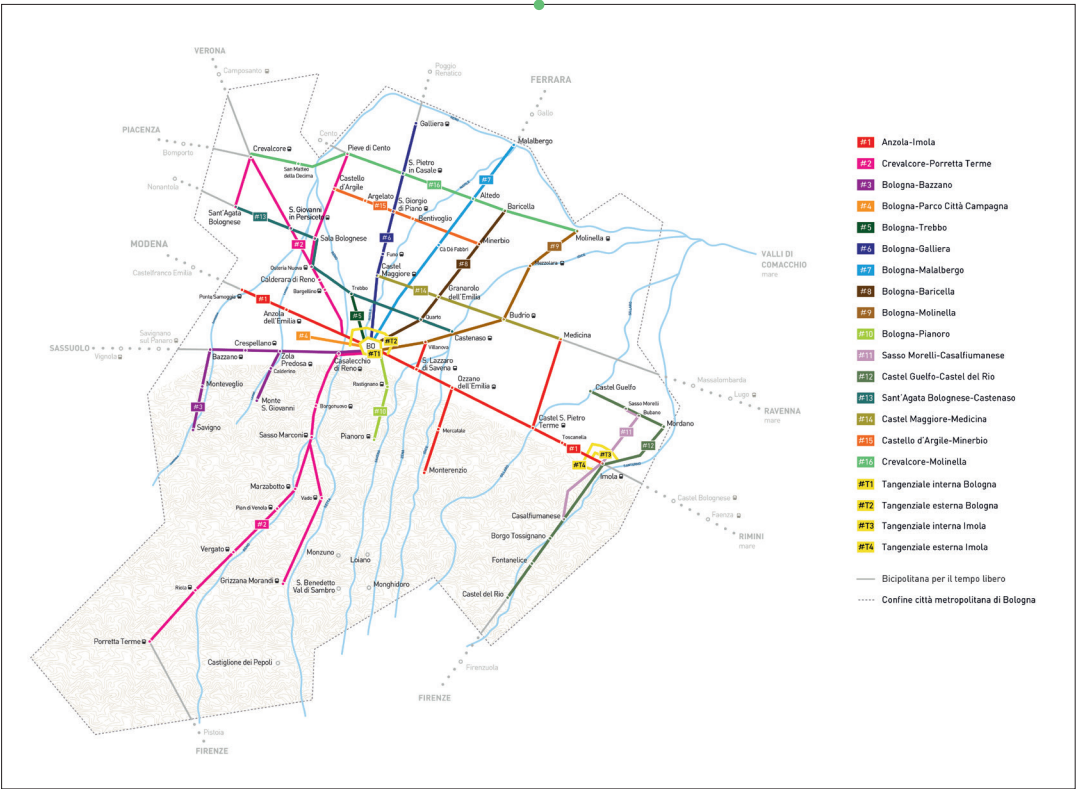 VERONA
Camposanto
Poggio
Renatico
FERRARA
Gallo
PIACENZA
Bomporto
Nonantola
MODENA
Castelfranco Emilia
Savignano
sul Panaro
SASSUOLO
Vignola
Cento
Galliera
Malalbergo
Crevalcore
San Matteo
della Decima
Pieve di Cento
S. Pietro
in Casale
#16
#7
Castello
d'Argile
Argelato
#15
S. Giorgio
di Piano
Bentivoglio
Altedo
Baricella
Sant'Agata
Bolognese
#13
S. Giovanni
in Persiceto
#2
Sala Bolognese
#6
Funo
Cà Dè Fabbri
Minerbio
#8
#9
Molinella
Mezzolara
Osteria Nuova
Calderara di Reno
Bargellino
Castel
Maggiore
#14
Granarolo
dell'Emilia
Trebbo
#5
Ponte Samoggia
#1
Anzola
dell'Emilia
Quarto
Budrio
Castenaso
Villanova
Medicina
#4
BO
#T2
#T1
Crespellano
Bazzano
Zola
Predosa
Calderino
Casalecchio
di Reno
S. Lazzaro
di Savena
Rastignano
#10
Pianoro
Ozzano
dell'Emilia
Monteveglio
#3
Savigno
Monte
S. Giovanni
Borgonuovo
Sasso Marconi
Mercatale
Monterenzio
Castel S. Pietro
Terme
Toscanella
#1
Castel Guelfo
Sasso Morelli
Bubano
Mordano
#11
#12
#T3
#T4
Imola
Massalombarda
Lugo
RAVENNA
mare
VALLI DI
COMACCHIO
mare
Castel Bolognese
Faenza
RIMINI
mare
Marzabotto
Pian di Venola
Vado
#2
Vergato
Riola
Grizzana Morandi
Monzuno
Loiano
S. Benedetto
Val di Sambro
Monghidoro
Casalfiumanese
Borgo Tossignano
Fontanelice
Castel del Rio
Porretta Terme
Castiglione dei Pepoli
Firenzuola
FIRENZE
Pistoia
FIRENZE
#1 Anzola-Imola
#2 Crevalcore-Porretta Terme
#3 Bologna-Bazzano
#4 Bologna-Parco Città Campagna
#5 Bologna-Trebbo
#6 Bologna-Galliera
#7 Bologna-Malalbergo
#8 Bologna-Baricella
#9 Bologna-Molinella
#10 Bologna-Pianoro
#11 Sasso Morelli-Casalfiumanese
#12 Castel Guelfo-Castel del Rio
#13 Sant'Agata Bolognese-Castenaso
#14 Castel Maggiore-Medicina
#15 Castello d'Argile-Minerbio
#16 Crevalcore-Molinella
#T1 Tangenziale interna Bologna
#T2 Tangenziale esterna Bologna
#T3 Tangenziale interna Imola
#T4 Tangenziale esterna Imola
Bicipolitana per il tempo libero
Confine città metropolitana di Bologna